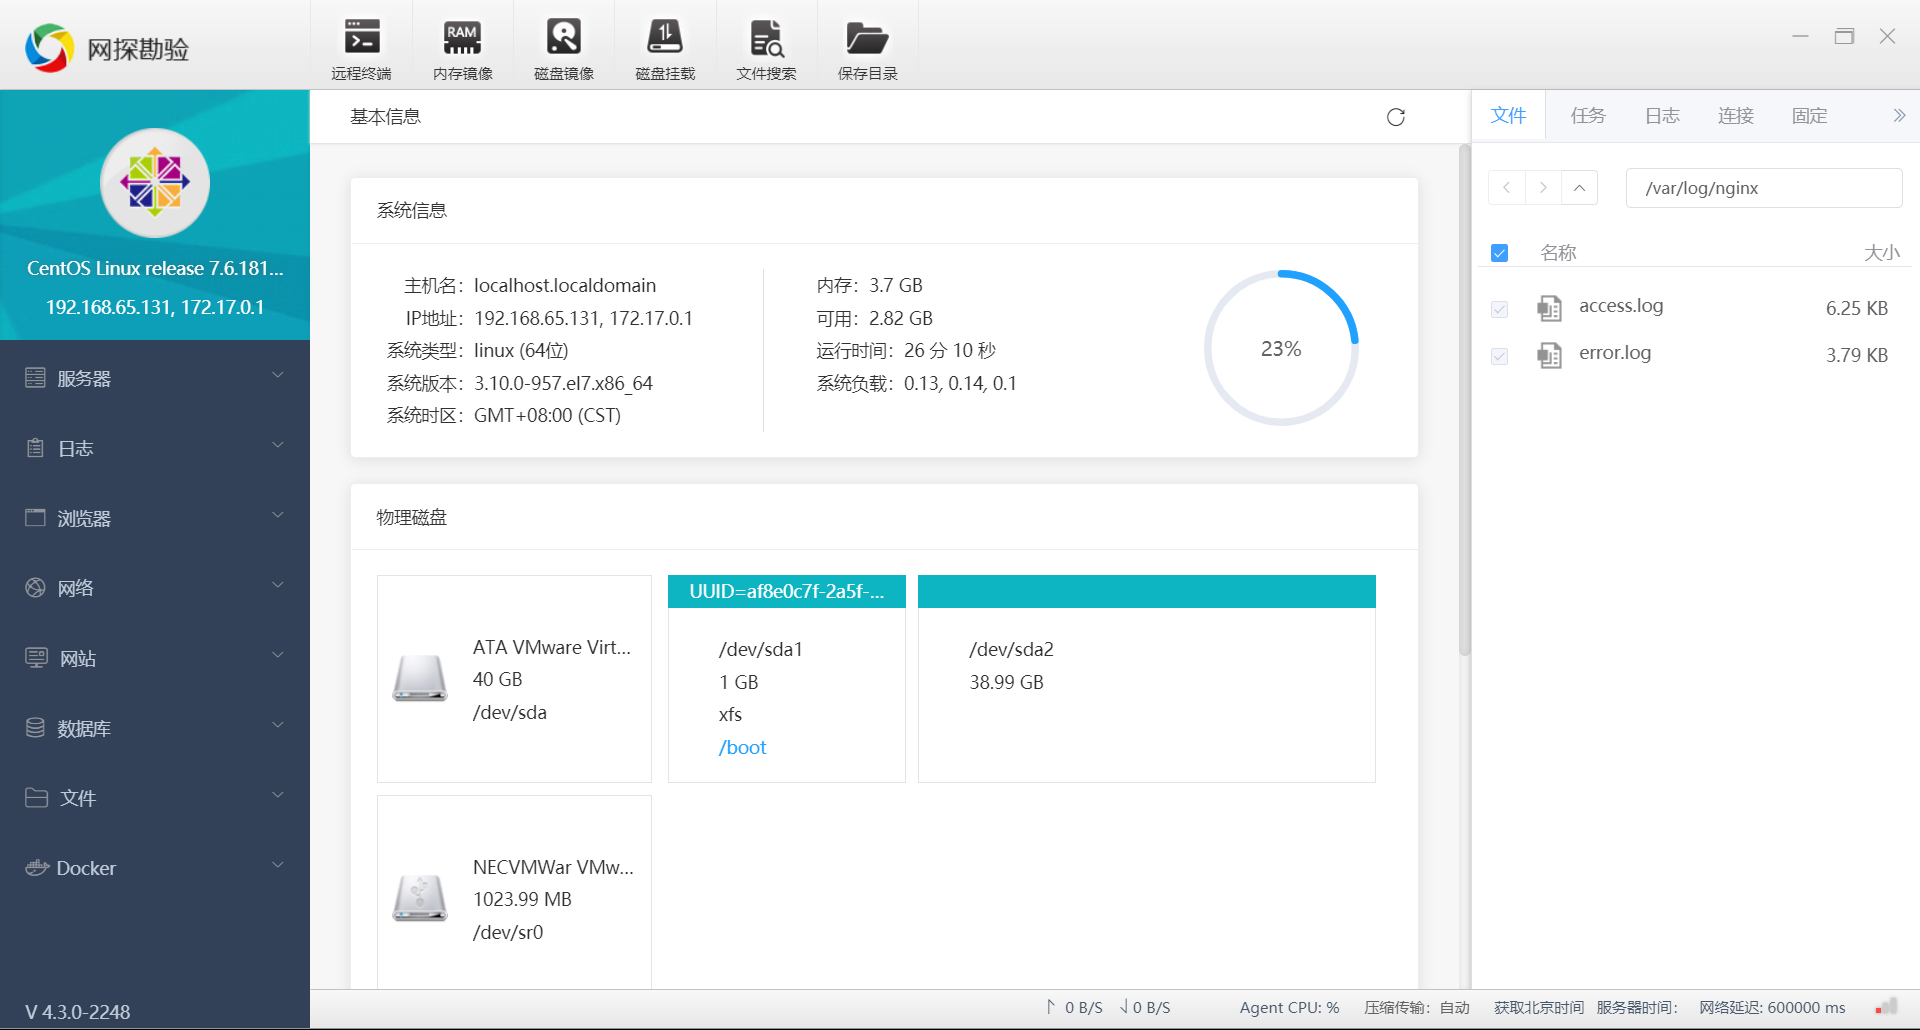 网探勘验
远程终端
RAM
内存镜像
磁盘镜像
磁盘挂载
文件搜索
保存目录
CentOS Linux release 7.6.181...
192.168.65.131, 172.17.0.1
服务器
日志
浏览器
网络
网站
数据库
文件
Docker
V 4.3.0-2248
基本信息
系统信息
主机名： localhost.localdomain
IP地址： 192.168.65.131, 172.17.0.1
系统类型： linux (64位)
系统版本： 3.10.0-957.el7.x86_64
系统时区： GMT+08:00 (CST)
内存： 3.7 GB
可用： 2.82 GB
运行时间： 26 分 10 秒
系统负载： 0.13, 0.14, 0.1
23%
物理磁盘
ATA VMware Virt...
40 GB
/dev/sda
UUID=af8e0c7f-2a5f-...
/dev/sda1
1 GB
xfs
/boot
/dev/sda2
38.99 GB
NECVMWar VMw...
1023.99 MB
/dev/sr0
文件 任务 日志 连接 固定
/var/log/nginx
名称 大小
access.log 6.25 KB
error.log 3.79 KB
0 B/S 0 B/S Agent CPU: % 压缩传输： 自动 获取北京时间 服务器时间： 网络延迟: 600000 ms